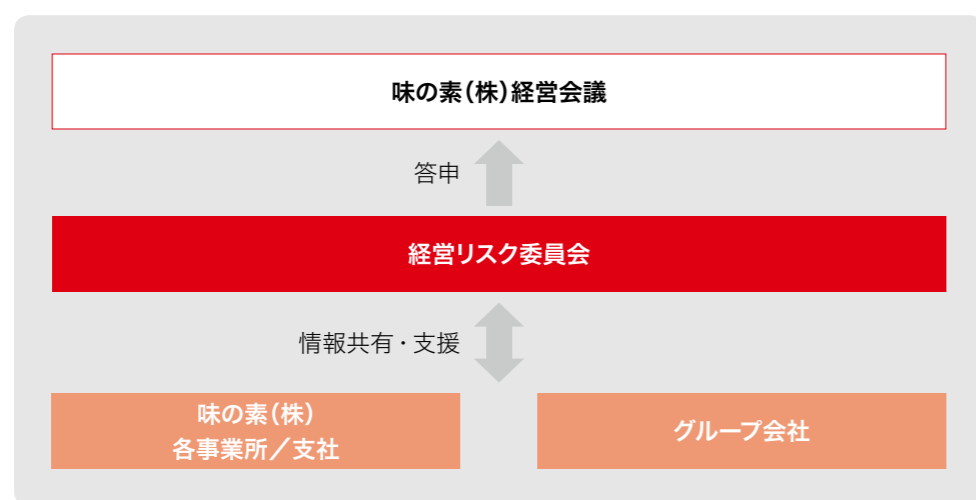 味の素(株)経営会議
答申
経営リスク委員会
情報共有・支援
味の素(株)
各事業所/支社
グループ会社